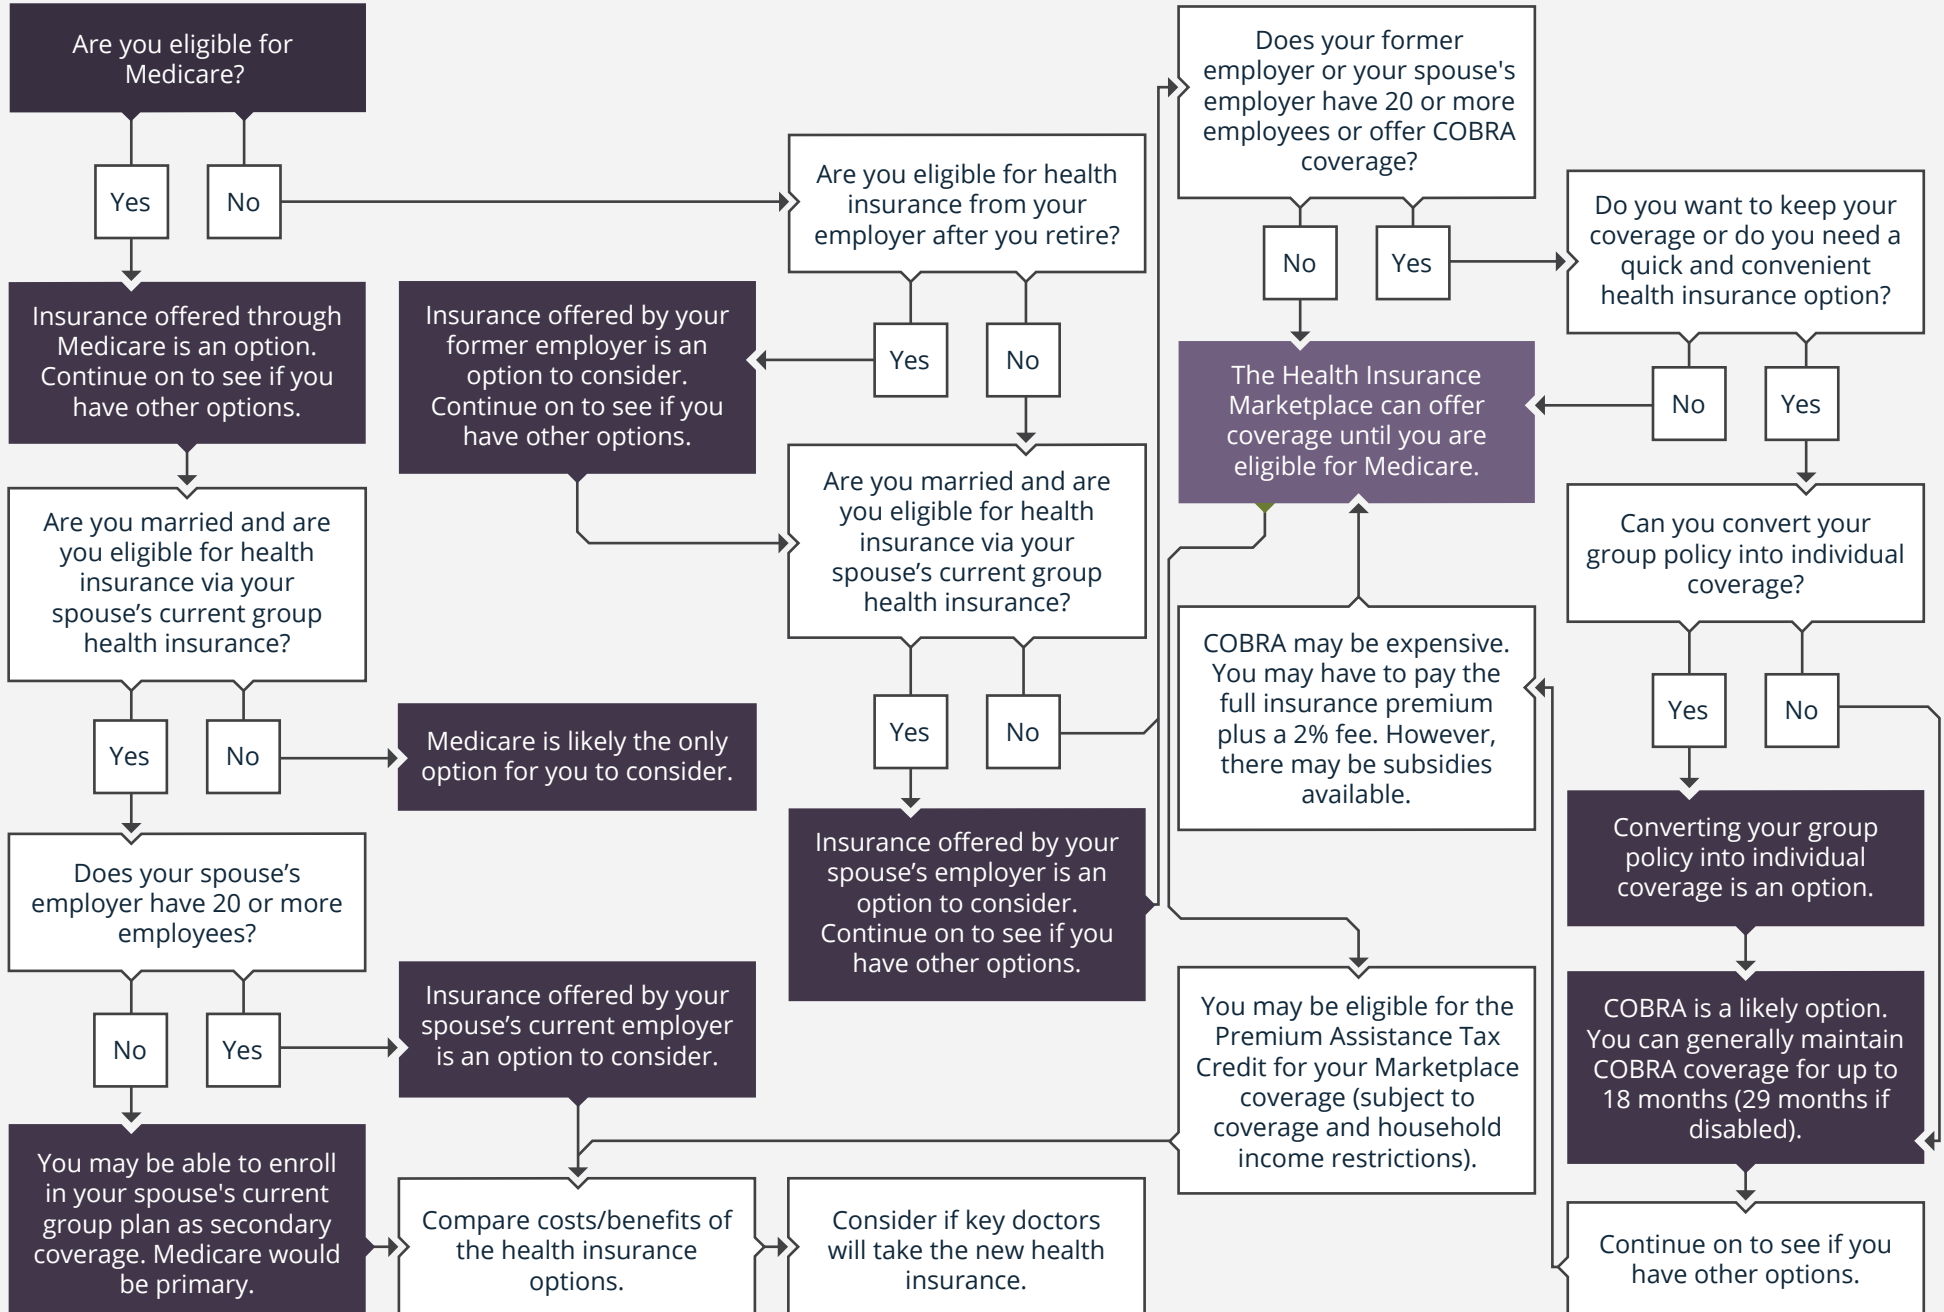 Are you eligible for
Medicare?
Yes
No
Insurance offered through
Medicare is an option.
Continue on to see if you
have other options.
Are you married and are
you eligible for health
insurance via your
spouse’s current group
health insurance?
Yes
No
Medicare is likely the only
option for you to consider.
Does your spouse’s
employer have 20 or more
employees?
No
Yes
Insurance offered by your
spouse’s current employer
is an option to consider.
You may be able to enroll
in your spouse's current
group plan as secondary
coverage. Medicare would
be primary.
Compare costs/benefits of
the health insurance
options.
Consider if key doctors
will take the new health
insurance.
Are you eligible for health
insurance from your
employer after you retire?
Yes
No
Insurance offered by your
former employer is an
option to consider.
Continue on to see if you
have other options.
Are you married and are
you eligible for health
insurance via your
spouse’s current group
health insurance?
Yes
No
Insurance offered by your
spouse’s employer is an
option to consider.
Continue on to see if you
have other options.
Does your former
employer or your spouse's
employer have 20 or more
employees or offer COBRA
coverage?
No
Yes
The Health Insurance
Marketplace can offer
coverage until you are
eligible for Medicare.
COBRA may be expensive.
You may have to pay the
full insurance premium
plus a 2% fee. However,
there may be subsidies
available.
You may be eligible for the
Premium Assistance Tax
Credit for your Marketplace
coverage (subject to
coverage and household
income restrictions).
Do you want to keep your
coverage or do you need a
quick and convenient
health insurance option?
No
Yes
Can you convert your
group policy into individual
coverage?
Yes
No
Converting your group
policy into individual
coverage is an option.
COBRA is a likely option.
You can generally maintain
COBRA coverage for up to
18 months (29 months if
disabled).
Continue on to see if you
have other options.